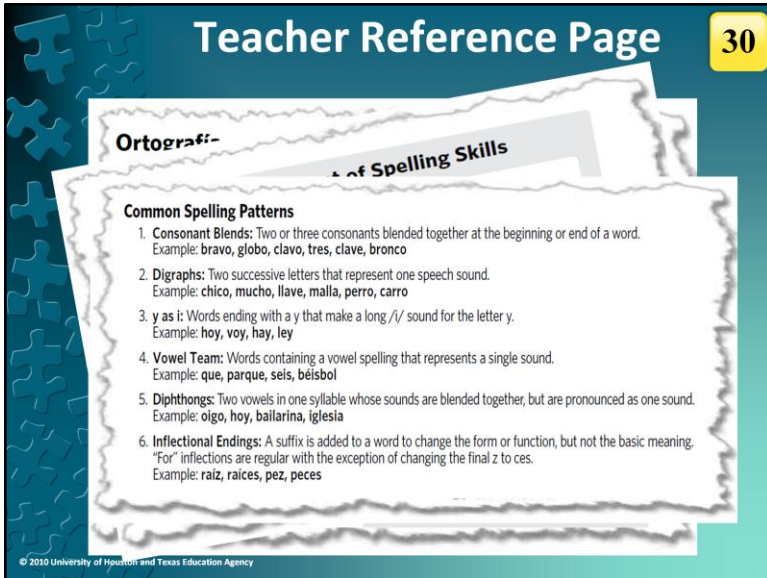 Teacher Reference Page
30
Ortografí
of Spelling Skills
Common Spelling Patterns
1. Consonant Blends: Two or three consonants blended together at the beginning or end of a word.
Example: bravo, globo, clavo, tres, clave, bronco
2. Digraphs: Two successive letters that represent one speech sound.
Example: chico, mucho, llave, malla, perro, carro
3. y as i: Words ending with a y that make a long /i/ sound for the letter y.
Example: hoy, voy, hay, ley
4. Vowel Team: Words containing a vowel spelling that represents a single sound.
Example: que, parque, seis, béisbol
5. Diphthongs: Two vowels in one syllable whose sounds are blended together, but are pronounced as one sound.
Example: oigo, hoy, bailarina, iglesia
6. Inflectional Endings: A suffix is added to a word to change the form or function, but not the basic meaning.
"For" inflections are regular with the exception of changing the final z to ces.
Example: raíz, raíces, pez, peces
© 2010 University of Houston and Texas Education Agency